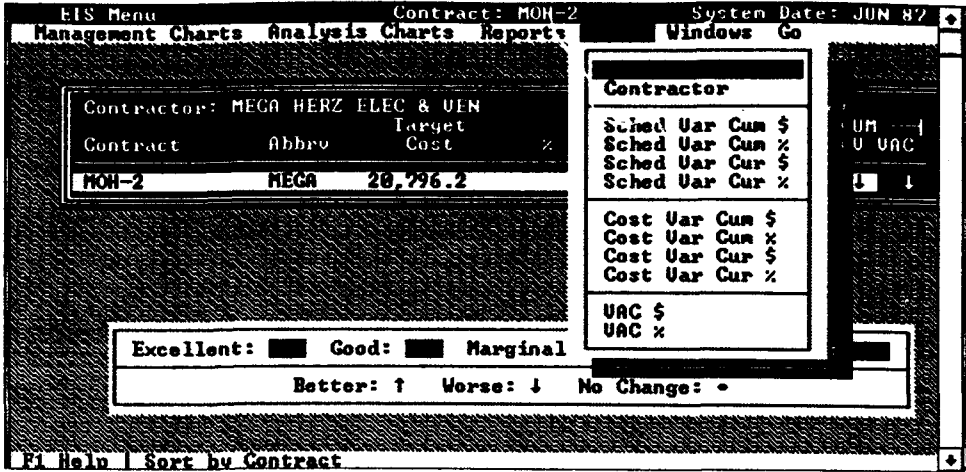 EIS Menu Contract: MOH-2 System Date: JUN 87
Management Charts Analysis Charts Reports Windows Go
Contractor
Contractor: MEGA HERZ ELEC & VEN
Target
Contract Abbrv Cost % UM
V VAC
Sched Var Cum $
Sched Var Cum %
Sched Var Cur $
Sched Var Cur %
MOH-2 MEGA 20,796.2 ↓ ↓
Cost Var Cum $
Cost Var Cum %
Cost Var Cur $
Cost Var Cur %
VAC $
VAC %
Excellent: Good: Marginal
Better: ↑ Worse: ↓ No Change: =
F1 Help | Sort by Contract